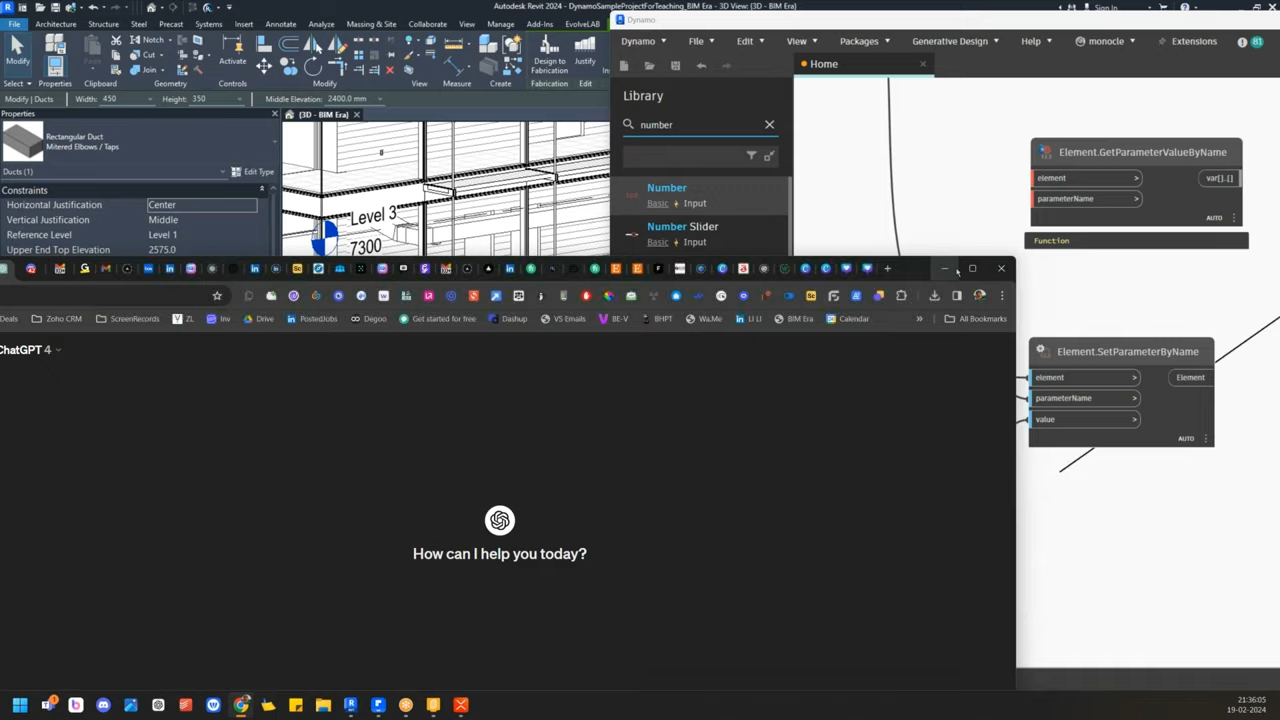 Autodesk Revit 2024 - DynamoSampleProjectForTeaching_BIM Era - 3D View: (3D - BIM Era)
Sign In
File Architecture Structure Steel Precast Systems Insert Annotate Analyze Massing & Site Collaborate View Manage Add-Ins EvolveLAB
Modify
Properties
Notch
Cut
Join
Activate
Design to
Fabrication
Justify
Select Properties Clipboard Geometry Controls Modify View Measure Create Fabrication Edit
Modify | Ducts Width: 450 Height: 350 Middle Elevation: 2400.0 mm
Properties
(3D - BIM Era)
Rectangular Duct
Mitered Elbows / Taps
Ducts (1)
Edit Type
Constraints
Horizontal Justification Center
Vertical Justification Middle
Reference Level Level 1
Upper End Top Elevation 2575.0
Level 3
7300
Dynamo
Dynamo File Edit View Packages Generative Design Help monocle Extensions 81
Home
Library
number
Number
Basic Input
Number Slider
Basic Input
Element.GetParameterValueByName
element > var[]..[]
parameterName >
AUTO
Function
Element.SetParameterByName
element > Element
parameterName >
value >
AUTO
Deals Zoho CRM ScreenRecords ZL Inv Drive PostedJobs Degoo Get started for free Dashup VS Emails BE-V BHPT Wa.Me LI LI BIM Era Calendar » All Bookmarks
ChatGPT 4
How can I help you today?
21:36:05
19-02-2024